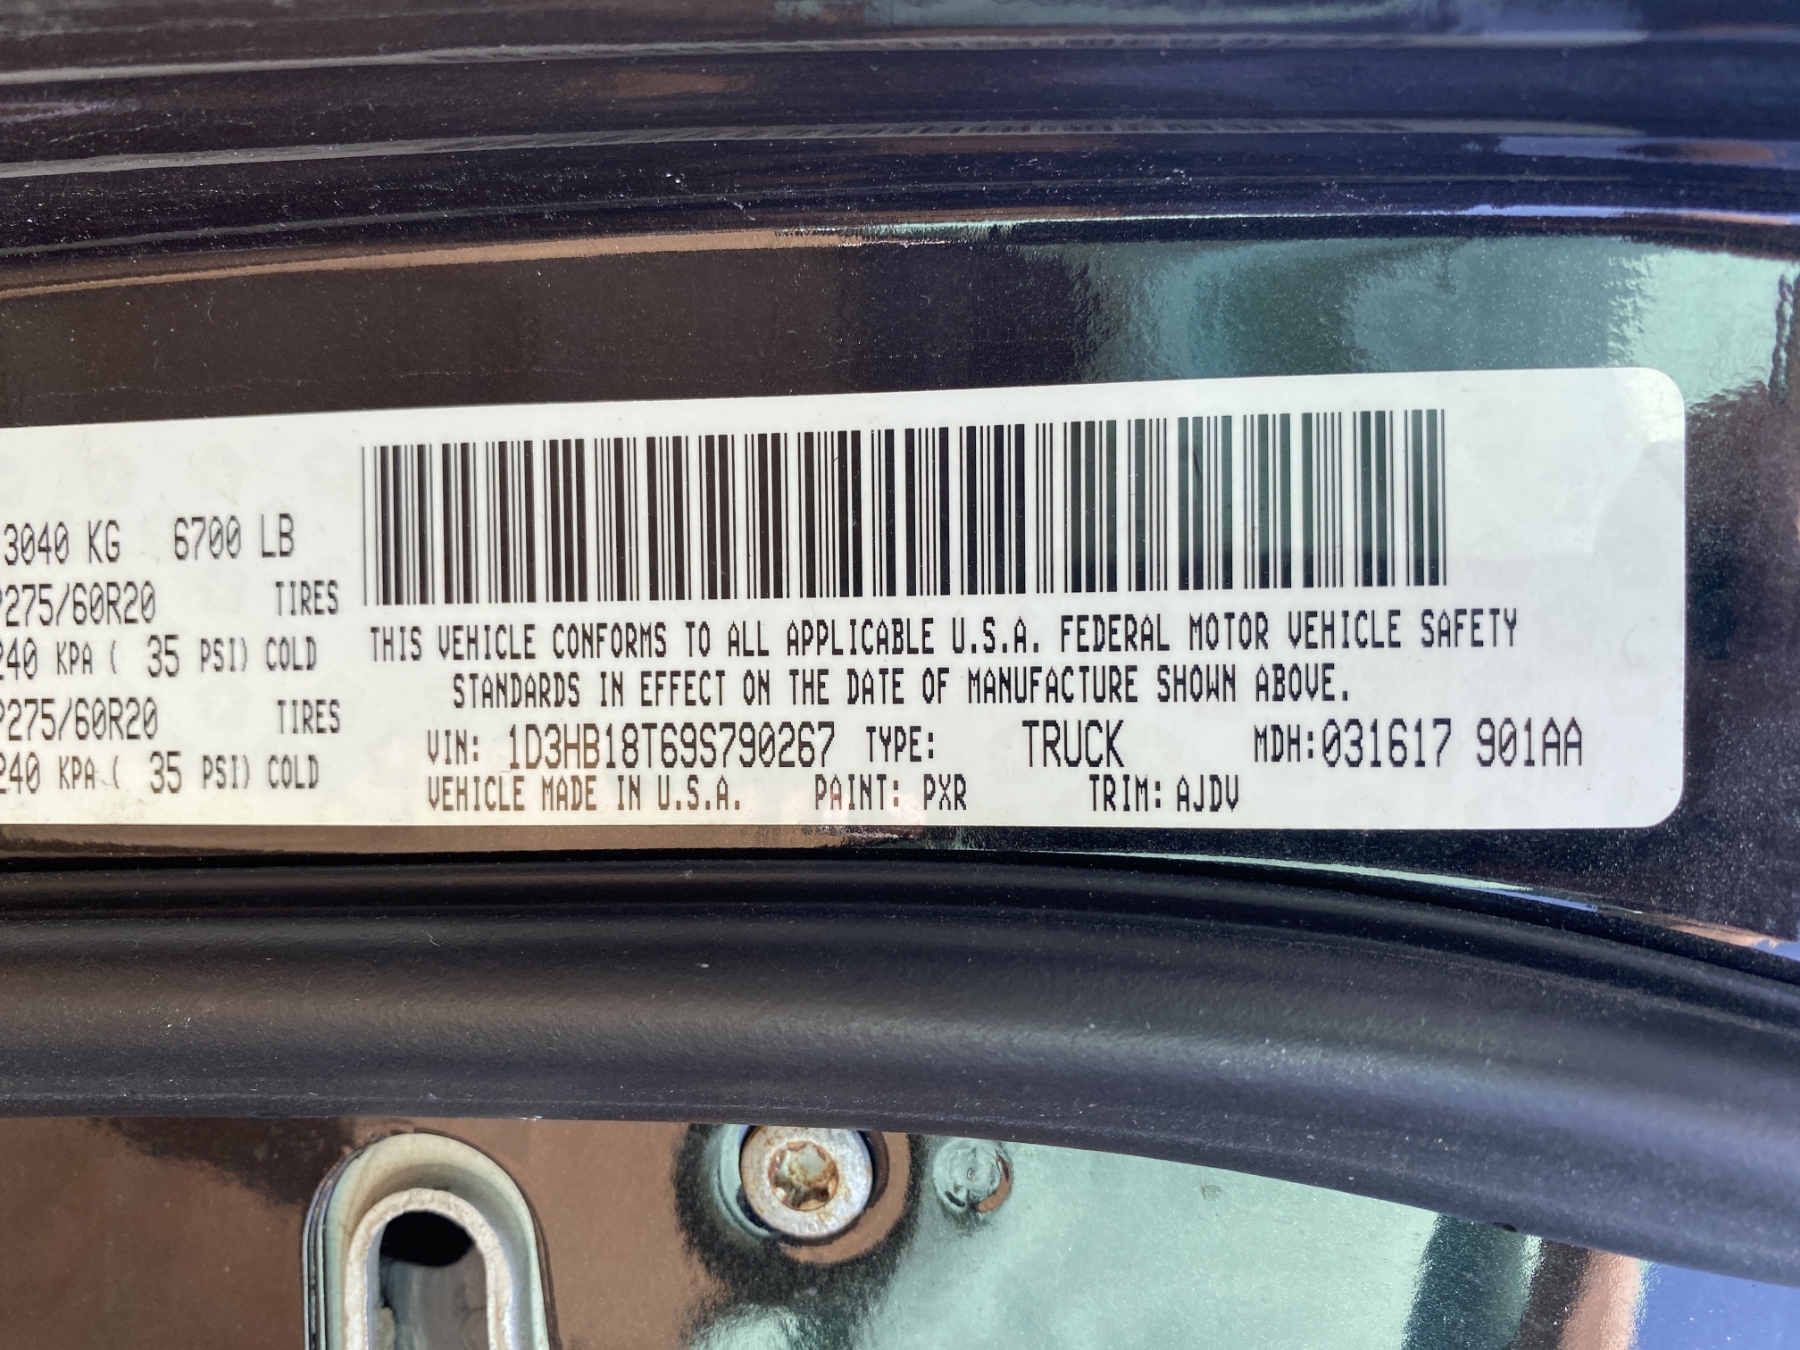 3040 KG 6700 LB
P275/60R20 TIRES
240 KPA ( 35 PSI) COLD
P275/60R20 TIRES
240 KPA ( 35 PSI) COLD
THIS VEHICLE CONFORMS TO ALL APPLICABLE U.S.A. FEDERAL MOTOR VEHICLE SAFETY
STANDARDS IN EFFECT ON THE DATE OF MANUFACTURE SHOWN ABOVE.
VIN: 1D3HB18T69S790267 TYPE: TRUCK MDH:031617 901AA
VEHICLE MADE IN U.S.A. PAINT: PXR TRIM: AJDV